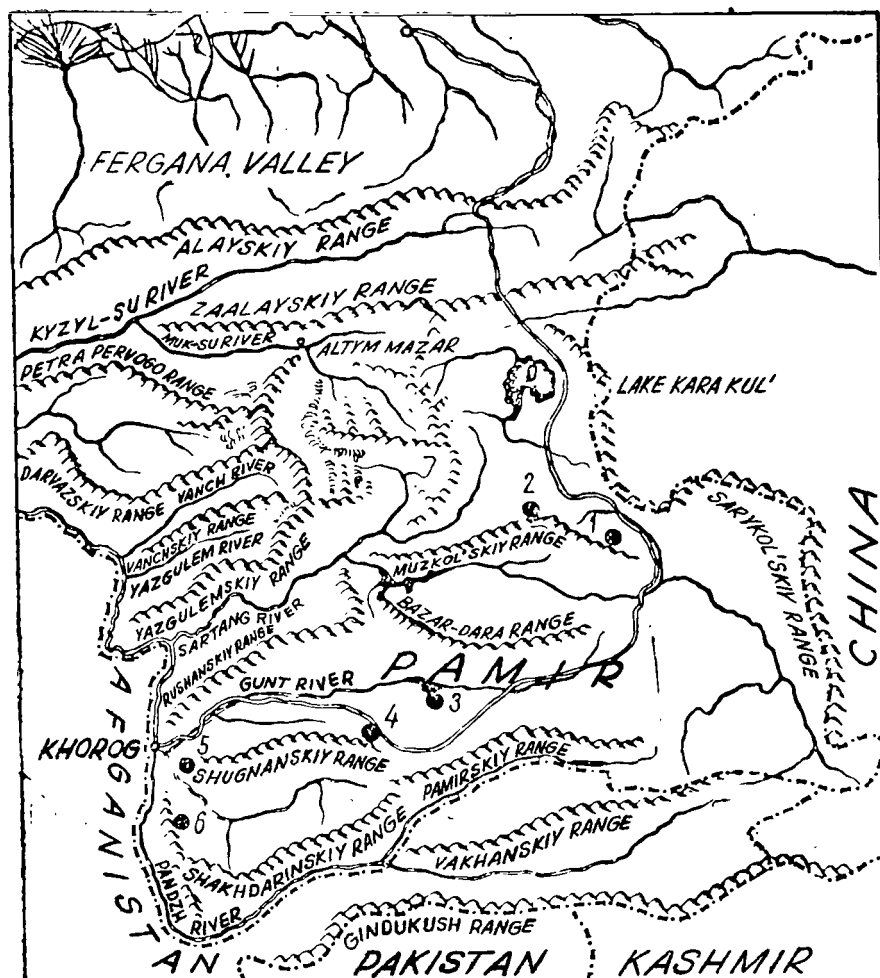 FERGANA VALLEY
ALAYSKIY RANGE
KYZYL-SU RIVER
ZAALAYSKIY RANGE
MUK-SU RIVER
ALTYM MAZAR
PETRA PERVOGO RANGE
LAKE KARA KUL'
DARVAZSKIY RANGE
VANCH RIVER
2
1
SARYKOL'SKIY RANGE
CHINA
VANCHSKIY RANGE
YAZGULEM RIVER
YAZGULEMSKIY RANGE
MUZKOL'SKIY RANGE
BAZAR-DARA RANGE
SARTANG RIVER
RUSHANSKIY RANGE
PAMIR
GUNT RIVER
3
4
KHOROG
5
SHUGNANSKIY RANGE
PAMIRSKIY RANGE
6
SHAKHDARINSKIY RANGE
VAKHANSKIY RANGE
PANDZH RIVER
AFGANISTAN
GINDUKUSH RANGE
PAKISTAN
KASHMIR